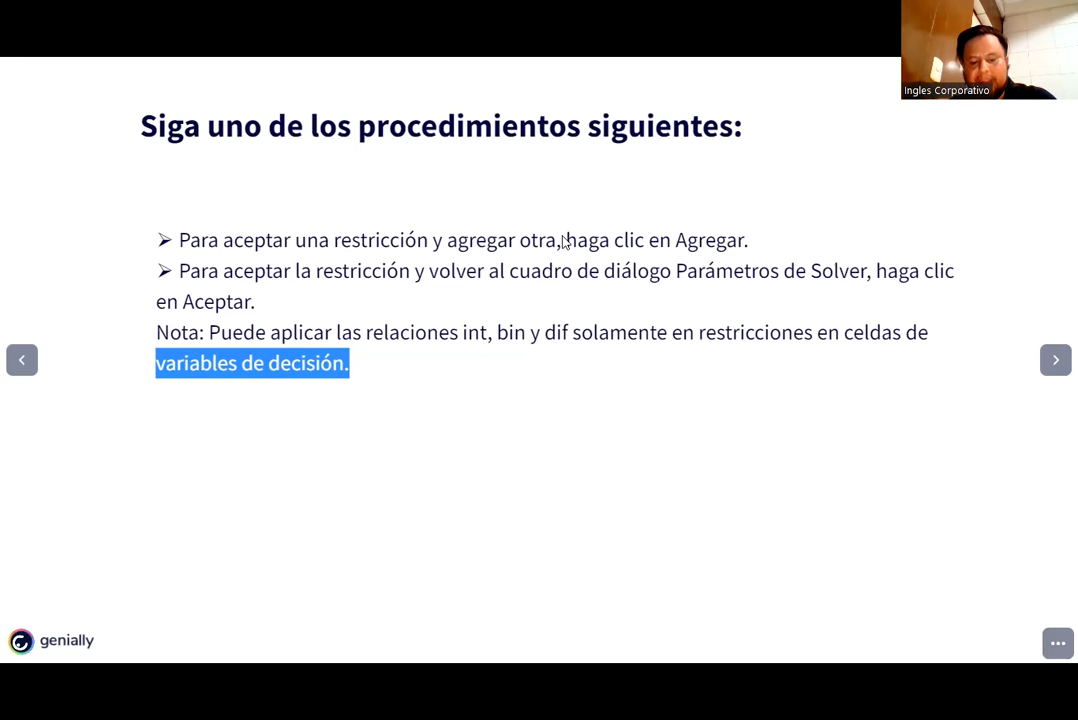 Ingles Corporativo
Siga uno de los procedimientos siguientes:
➢ Para aceptar una restricción y agregar otra, haga clic en Agregar.
➢ Para aceptar la restricción y volver al cuadro de diálogo Parámetros de Solver, haga clic
en Aceptar.
Nota: Puede aplicar las relaciones int, bin y dif solamente en restricciones en celdas de
variables de decisión.
genially